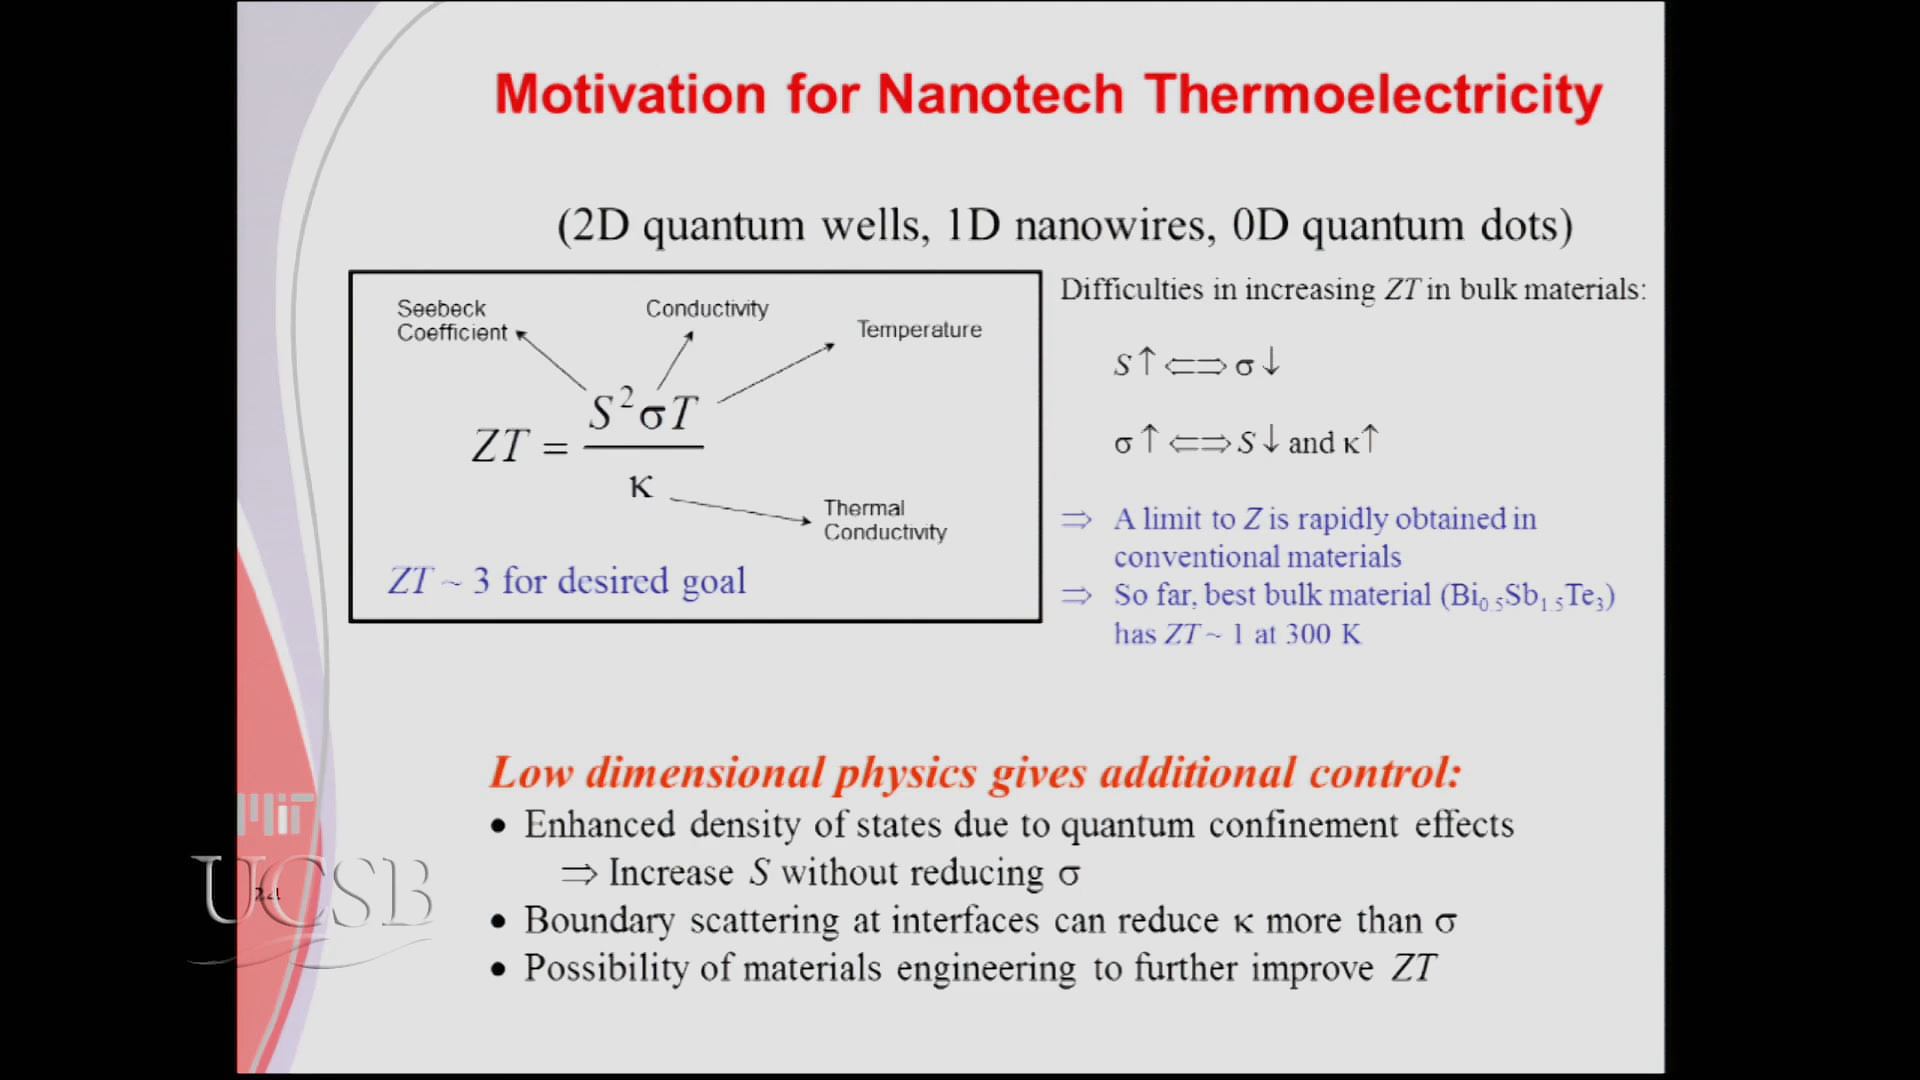 Motivation for Nanotech Thermoelectricity
(2D quantum wells, 1D nanowires, 0D quantum dots)
Seebeck
Coefficient
Conductivity
Temperature
ZT = S²σT / κ
Thermal
Conductivity
ZT ~ 3 for desired goal
Difficulties in increasing ZT in bulk materials:
S↑ ⇐⇒ σ↓
σ↑ ⇐⇒ S↓ and κ↑
⇒ A limit to Z is rapidly obtained in
conventional materials
⇒ So far, best bulk material (Bi₀.₅Sb₁.₅Te₃)
has ZT ~ 1 at 300 K
Low dimensional physics gives additional control:
• Enhanced density of states due to quantum confinement effects
⇒ Increase S without reducing σ
• Boundary scattering at interfaces can reduce κ more than σ
• Possibility of materials engineering to further improve ZT
UCSB